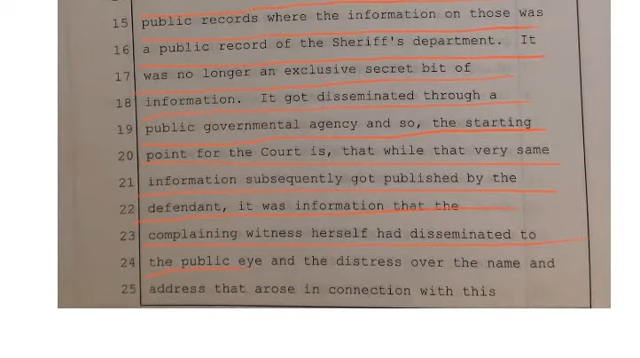 15 public records where the information on those was
16 a public record of the Sheriff's department. It
17 was no longer an exclusive secret bit of
18 information. It got disseminated through a
19 public governmental agency and so, the starting
20 point for the Court is, that while that very same
21 information subsequently got published by the
22 defendant, it was information that the
23 complaining witness herself had disseminated to
24 the public eye and the distress over the name and
25 address that arose in connection with this